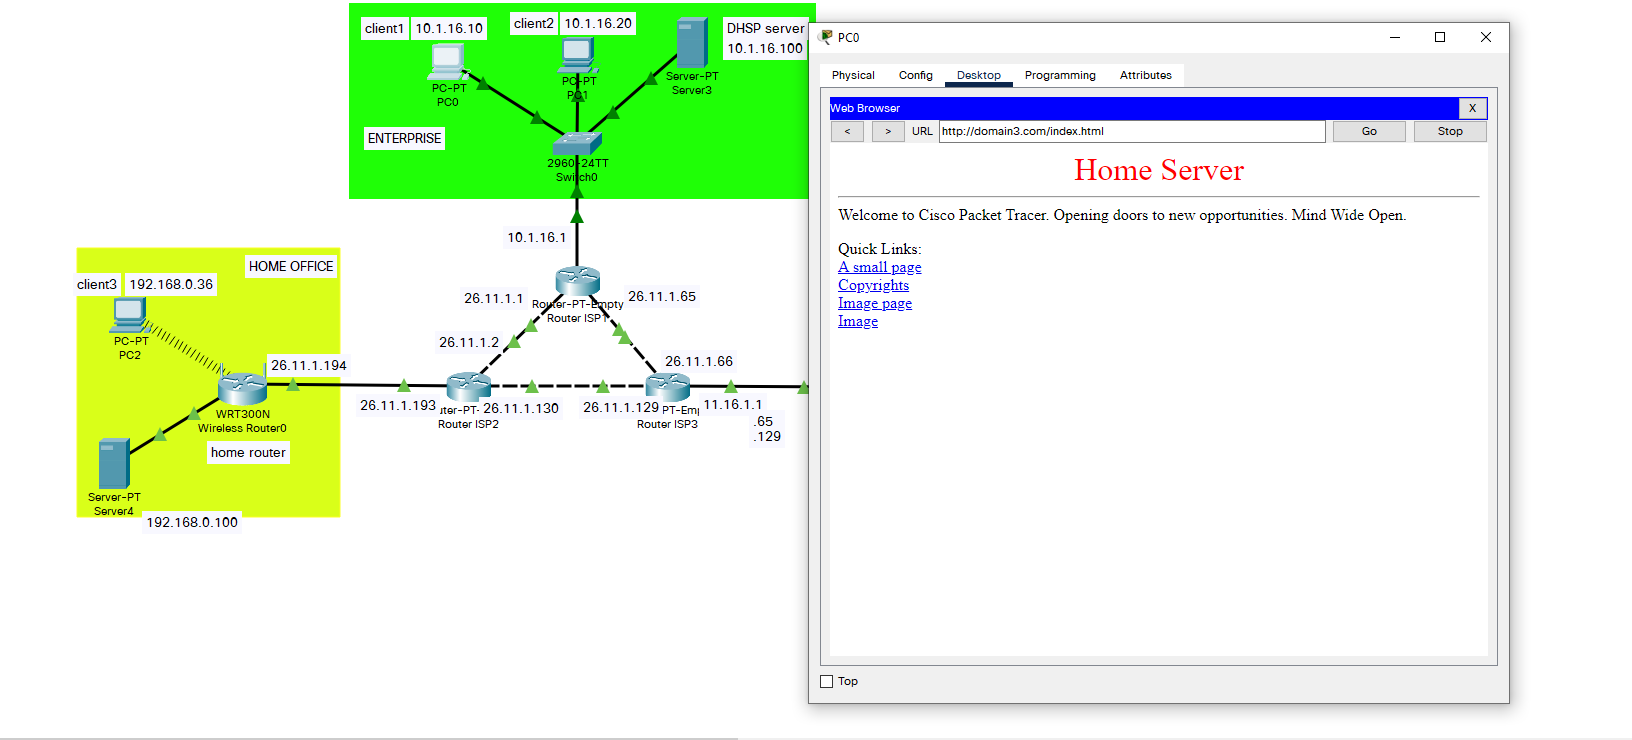 client1
10.1.16.10
client2
10.1.16.20
DHSP server
10.1.16.100
PC-PT
PC0
PC-PT
PC1
Server-PT
Server3
ENTERPRISE
2960-24TT
Switch0
10.1.16.1
HOME OFFICE
client3
192.168.0.36
PC-PT
PC2
26.11.1.1
Router-PT-Empty
Router ISP1
26.11.1.65
26.11.1.2
26.11.1.66
26.11.1.194
26.11.1.193
uter-PT-
Router ISP2
26.11.1.130
26.11.1.129
PT-Emp
Router ISP3
11.16.1.1
.65
.129
WRT300N
Wireless Router0
home router
Server-PT
Server4
192.168.0.100
PC0
Physical Config Desktop Programming Attributes
Web Browser X
< > URL http://domain3.com/index.html Go Stop
Home Server
Welcome to Cisco Packet Tracer. Opening doors to new opportunities. Mind Wide Open.
Quick Links:
A small page
Copyrights
Image page
Image
Top